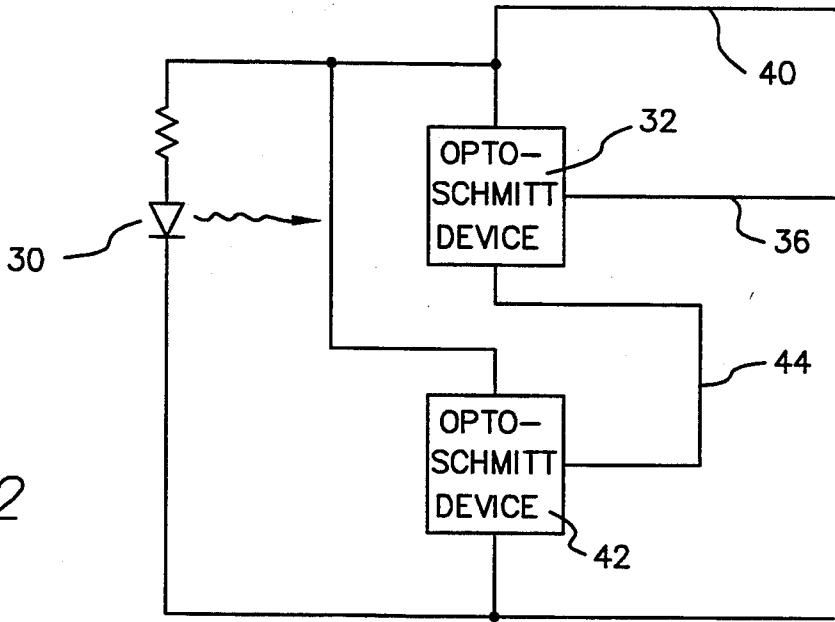 40
32
OPTO-
SCHMITT
DEVICE
36
30
44
OPTO-
SCHMITT
DEVICE
42
2